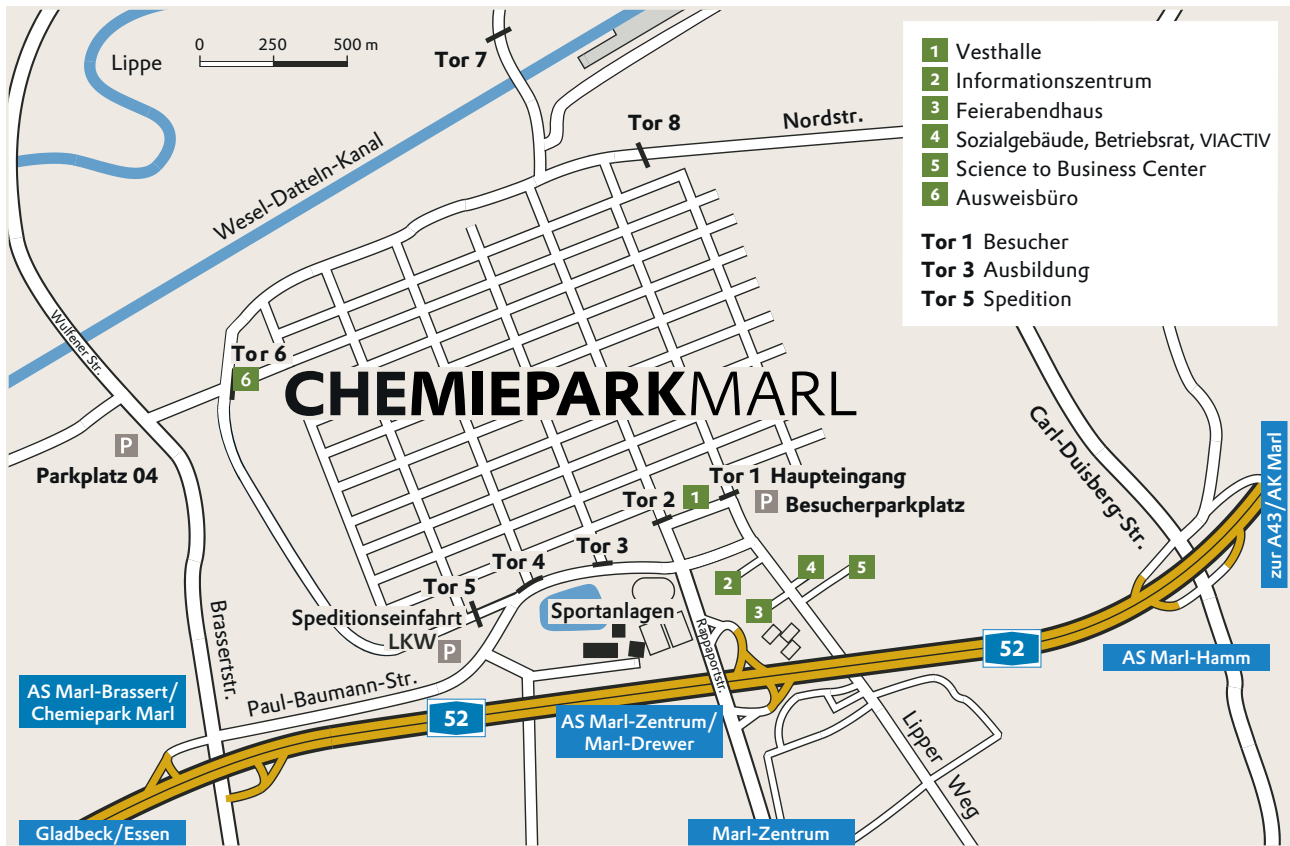 Lippe
0 250 500 m
Tor 7
Tor 8
Nordstr.
Wesel-Datteln-Kanal
1 Vesthalle
2 Informationszentrum
3 Feierabendhaus
4 Sozialgebäude, Betriebsrat, VIACTIV
5 Science to Business Center
6 Ausweisbüro
Tor 1 Besucher
Tor 3 Ausbildung
Tor 5 Spedition
Wulfener Str.
Tor 6
6
CHEMIEPARKMARL
P
Parkplatz 04
Carl-Duisberg-Str.
zur A43/AK Marl
Tor 1 Haupteingang
Tor 2
1
P Besucherparkplatz
Tor 3
Tor 4
Tor 5
2
4
5
3
Speditionseinfahrt
LKW P
Sportanlagen
Rappaportstr.
Brassertstr.
Paul-Baumann-Str.
52
AS Marl-Hamm
AS Marl-Brassert/
Chemiepark Marl
52
AS Marl-Zentrum/
Marl-Drewer
Lipper Weg
Gladbeck/Essen
Marl-Zentrum